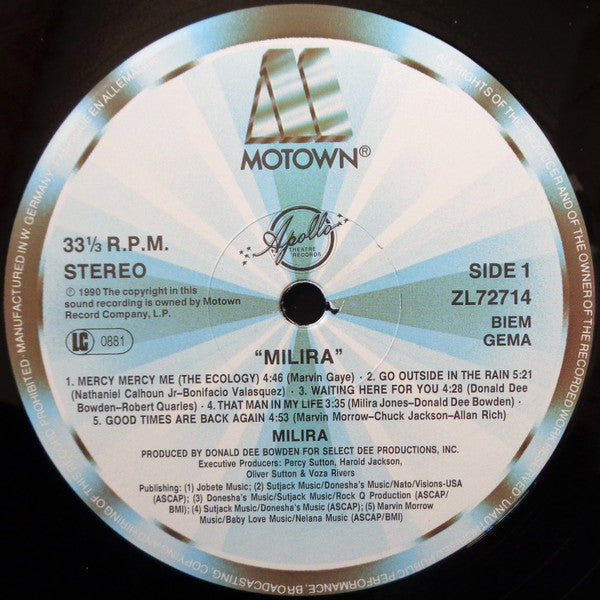 MOTOWN®
Apollo
THEATRE
RECORDS
33⅓ R.P.M.
STEREO
SIDE 1
ZL72714
℗ 1990 The copyright in this
sound recording is owned by Motown
Record Company, L.P.
BIEM
GEMA
LC 0881
"MILIRA"
1. MERCY MERCY ME (THE ECOLOGY) 4:46 (Marvin Gaye) · 2. GO OUTSIDE IN THE RAIN 5:21
(Nathaniel Calhoun Jr-Bonifacio Valasquez) · 3. WAITING HERE FOR YOU 4:28 (Donald Dee
Bowden-Robert Quarles) · 4. THAT MAN IN MY LIFE 3:35 (Milira Jones-Donald Dee Bowden) ·
5. GOOD TIMES ARE BACK AGAIN 4:53 (Marvin Morrow-Chuck Jackson-Allan Rich)
MILIRA
PRODUCED BY DONALD DEE BOWDEN FOR SELECT DEE PRODUCTIONS, INC.
Executive Producers: Percy Sutton, Harold Jackson,
Oliver Sutton & Voza Rivers
Publishing: (1) Jobete Music; (2) Sutjack Music/Donesha's Music/Nato/Visions-USA
(ASCAP); (3) Donesha's Music/Sutjack Music/Rock Q Production (ASCAP/
BMI); (4) Sutjack Music/Donesha's Music (ASCAP); (5) Marvin Morrow
Music/Baby Love Music/Nelana Music (ASCAP/BMI)
ALL RIGHTS OF THE PRODUCER AND OF THE OWNER OF THE
PUBLIC PERFORMANCE, BROADCASTING, COPYING AND
PROHIBITED · MANUFACTURED IN W. GERMANY